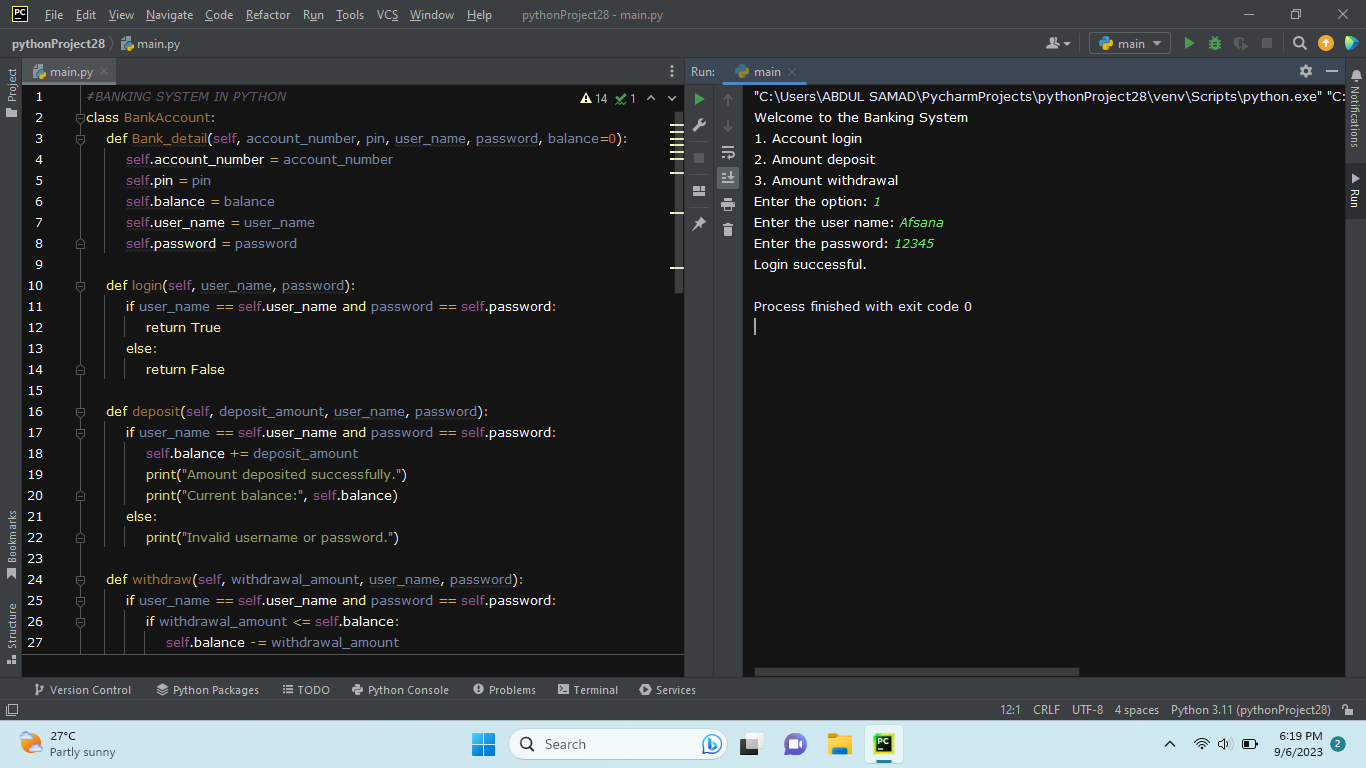 PC File Edit View Navigate Code Refactor Run Tools VCS Window Help pythonProject28 - main.py
pythonProject28 main.py main
main.py
Run: main
Project
Bookmarks
Structure
Notifications
Run
14 1
1 #BANKING SYSTEM IN PYTHON
2 class BankAccount:
3 def Bank_detail(self, account_number, pin, user_name, password, balance=0):
4 self.account_number = account_number
5 self.pin = pin
6 self.balance = balance
7 self.user_name = user_name
8 self.password = password
9
10 def login(self, user_name, password):
11 if user_name == self.user_name and password == self.password:
12 return True
13 else:
14 return False
15
16 def deposit(self, deposit_amount, user_name, password):
17 if user_name == self.user_name and password == self.password:
18 self.balance += deposit_amount
19 print("Amount deposited successfully.")
20 print("Current balance:", self.balance)
21 else:
22 print("Invalid username or password.")
23
24 def withdraw(self, withdrawal_amount, user_name, password):
25 if user_name == self.user_name and password == self.password:
26 if withdrawal_amount <= self.balance:
27 self.balance -= withdrawal_amount
"C:\Users\ABDUL SAMAD\PycharmProjects\pythonProject28\venv\Scripts\python.exe" "C:
Welcome to the Banking System
1. Account login
2. Amount deposit
3. Amount withdrawal
Enter the option: 1
Enter the user name: Afsana
Enter the password: 12345
Login successful.
Process finished with exit code 0
Version Control Python Packages TODO Python Console Problems Terminal Services
12:1 CRLF UTF-8 4 spaces Python 3.11 (pythonProject28)
27°C
Partly sunny
Search
PC
6:19 PM
9/6/2023
2